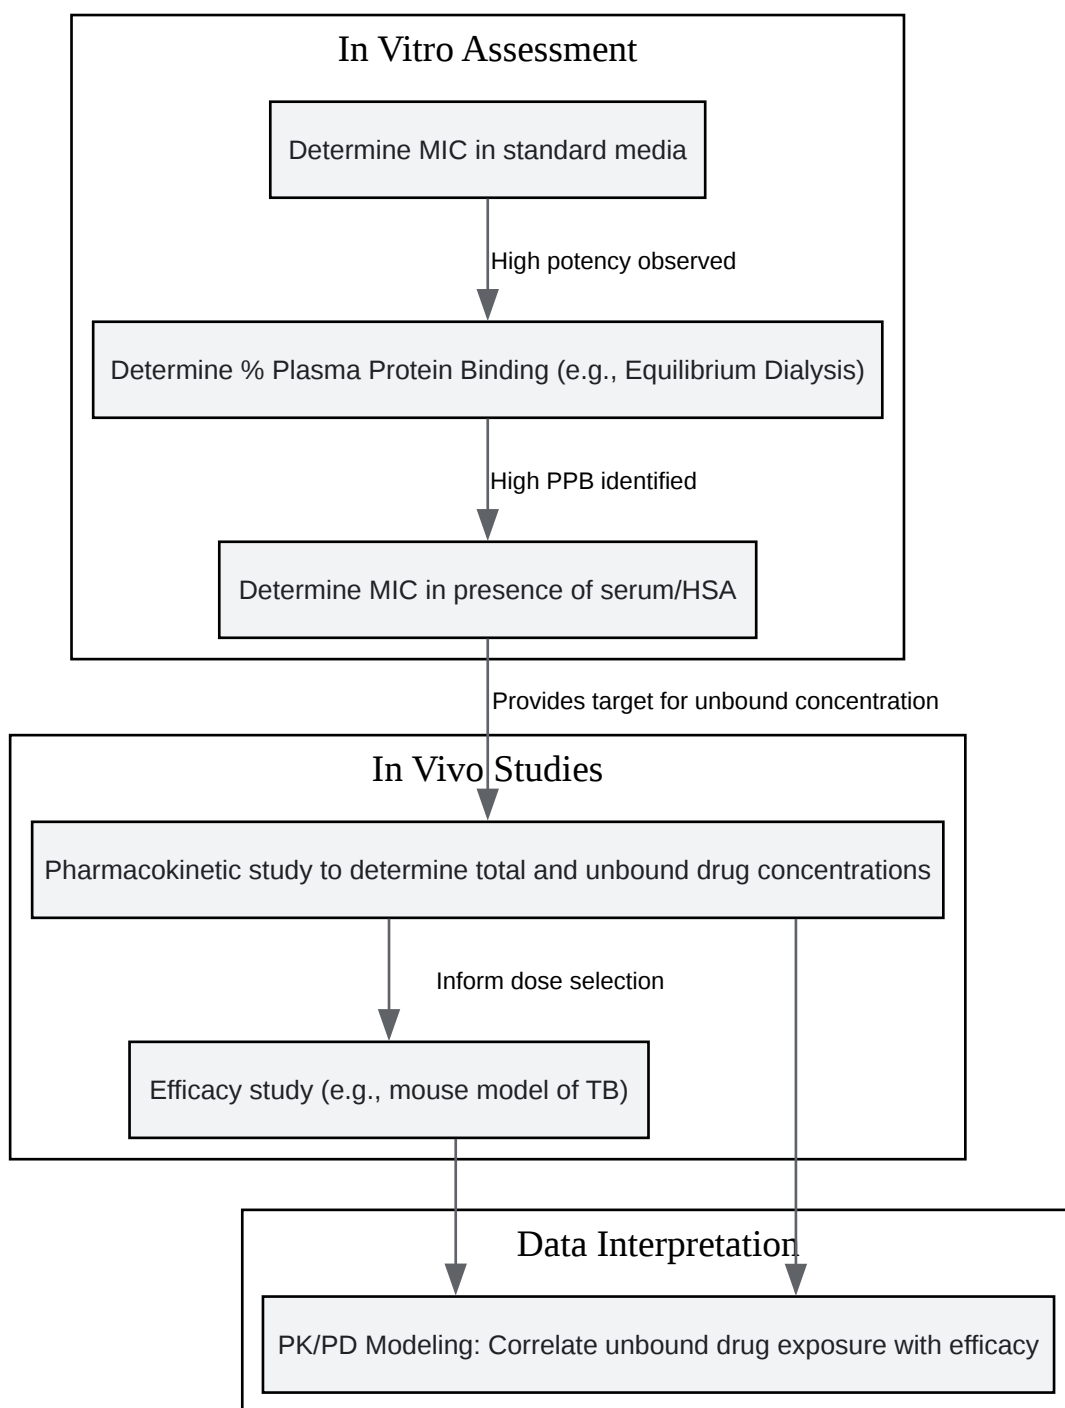 In Vitro Assessment
Determine MIC in standard media
High potency observed
Determine % Plasma Protein Binding (e.g., Equilibrium Dialysis)
High PPB identified
Determine MIC in presence of serum/HSA
Provides target for unbound concentration
In Vivo Studies
Pharmacokinetic study to determine total and unbound drug concentrations
Inform dose selection
Efficacy study (e.g., mouse model of TB)
Data Interpretation
PK/PD Modeling: Correlate unbound drug exposure with efficacy